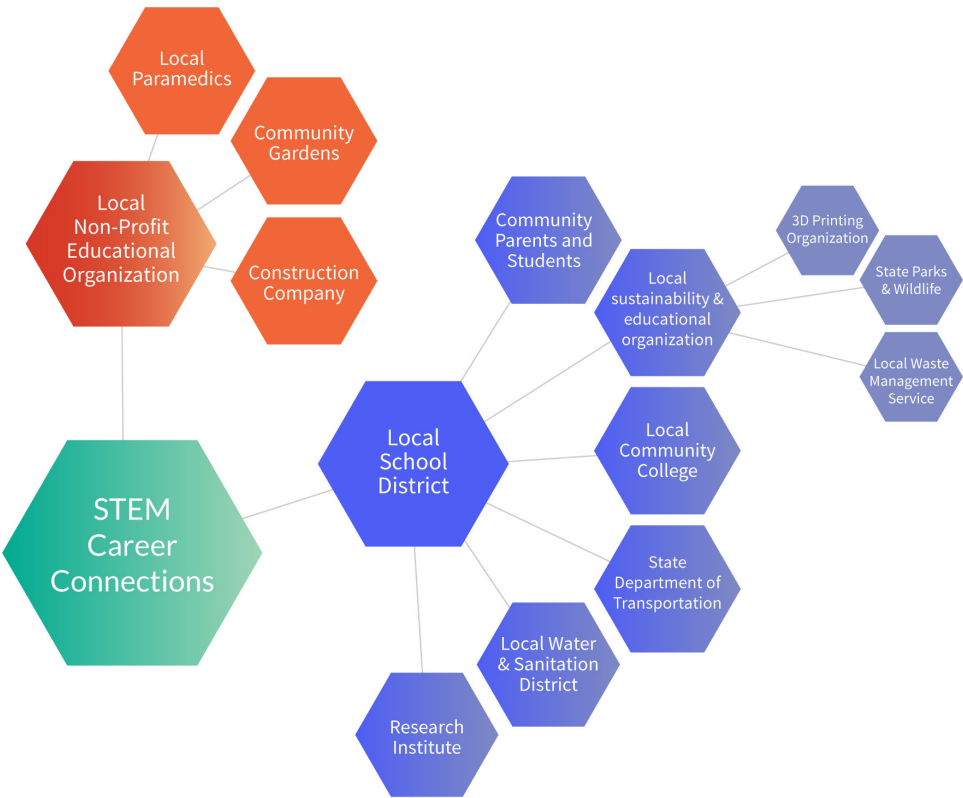 Local
Paramedics
Community
Gardens
Local
Non-Profit
Educational
Organization
Construction
Company
STEM
Career
Connections
Local
School
District
Community
Parents and
Students
Local
sustainability &
educational
organization
3D Printing
Organization
State Parks
& Wildlife
Local Waste
Management
Service
Local
Community
College
State
Department of
Transportation
Local Water
& Sanitation
District
Research
Institute